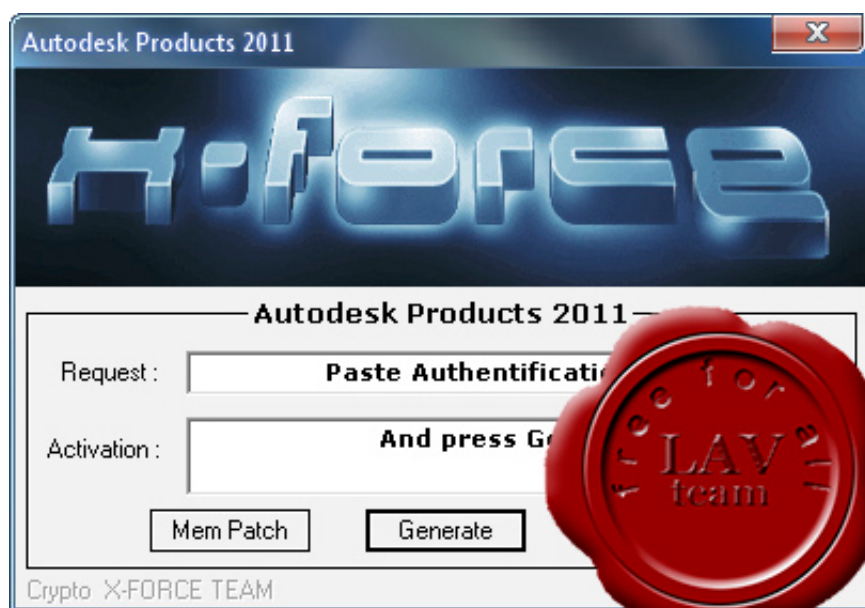 Autodesk Products 2011
x-force
Autodesk Products 2011
Request :
Paste
Activation :
And press
free for all
LAV
team
Mem Patch
Generate
Crypto X-FORCE TEAM